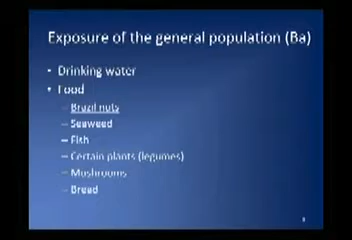 Exposure of the general population (Ba)
• Drinking water
• Food
– Brazil nuts
– Seaweed
– Fish
– Certain plants (legumes)
– Mushrooms
– Bread